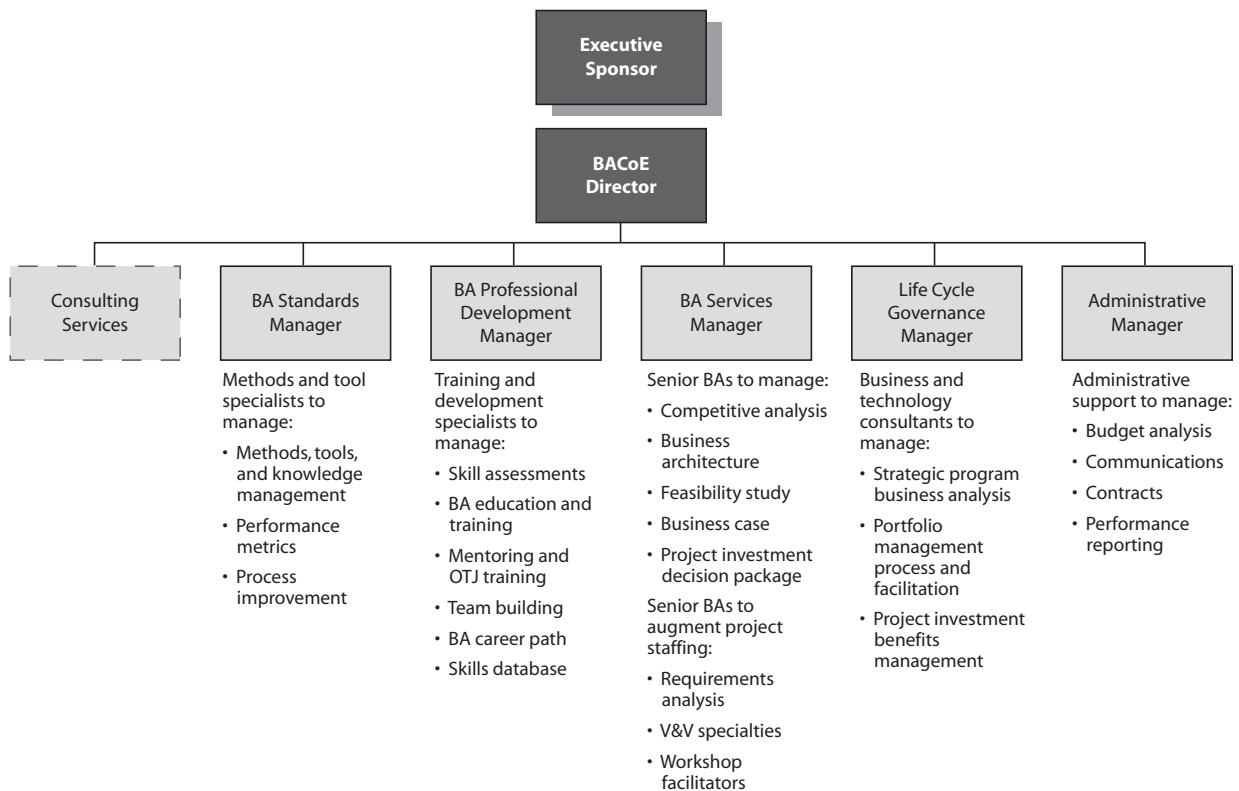 Executive
Sponsor
BACoE
Director
Consulting
Services
BA Standards
Manager
Methods and tool
specialists to
manage:
• Methods, tools,
and knowledge
management
• Performance
metrics
• Process
improvement
BA Professional
Development
Manager
Training and
development
specialists to
manage:
• Skill assessments
• BA education and
training
• Mentoring and
OTJ training
• Team building
• BA career path
• Skills database
BA Services
Manager
Senior BAs to manage:
• Competitive analysis
• Business
architecture
• Feasibility study
• Business case
• Project investment
decision package
Senior BAs to
augment project
staffing:
• Requirements
analysis
• V&V specialties
• Workshop
facilitators
Life Cycle
Governance
Manager
Business and
technology
consultants to
manage:
• Strategic program
business analysis
• Portfolio
management
process and
facilitation
• Project investment
benefits
management
Administrative
Manager
Administrative
support to manage:
• Budget analysis
• Communications
• Contracts
• Performance
reporting